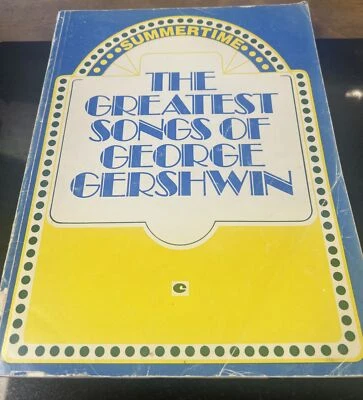 SUMMERTIME
THE
GREATEST
SONGS OF
GEORGE
GERSHWIN